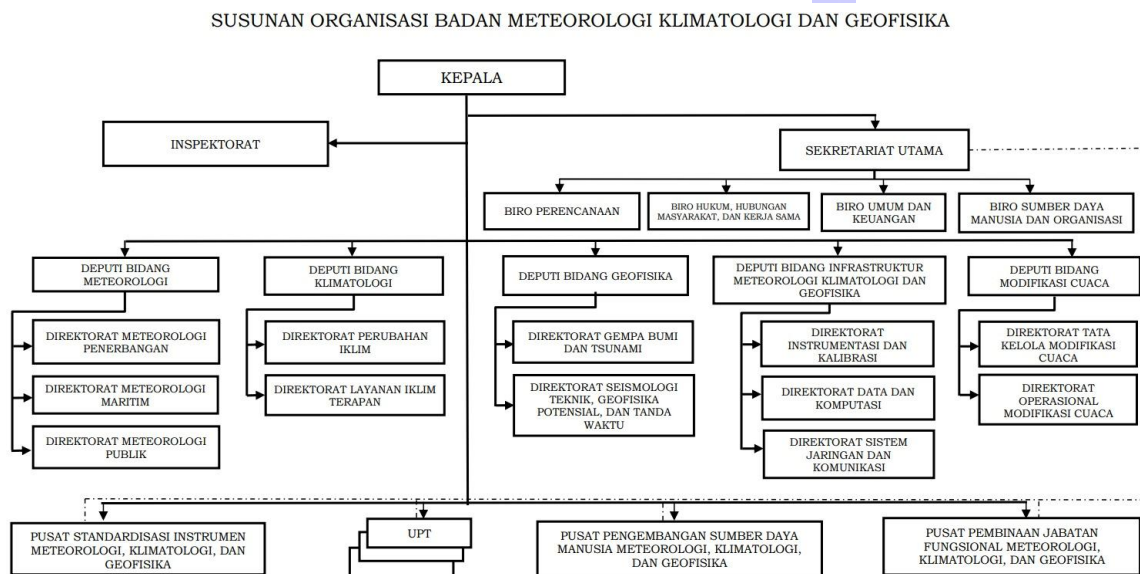 SUSUNAN ORGANISASI BADAN METEOROLOGI KLIMATOLOGI DAN GEOFISIKA
KEPALA
INSPEKTORAT
SEKRETARIAT UTAMA
BIRO PERENCANAAN
BIRO HUKUM, HUBUNGAN
MASYARAKAT, DAN KERJA SAMA
BIRO UMUM DAN
KEUANGAN
BIRO SUMBER DAYA
MANUSIA DAN ORGANISASI
DEPUTI BIDANG
METEOROLOGI
DEPUTI BIDANG
KLIMATOLOGI
DEPUTI BIDANG GEOFISIKA
DEPUTI BIDANG INFRASTRUKTUR
METEOROLOGI KLIMATOLOGI DAN
GEOFISIKA
DEPUTI BIDANG
MODIFIKASI CUACA
DIREKTORAT METEOROLOGI
PENERBANGAN
DIREKTORAT METEOROLOGI
MARITIM
DIREKTORAT METEOROLOGI
PUBLIK
DIREKTORAT PERUBAHAN
IKLIM
DIREKTORAT LAYANAN IKLIM
TERAPAN
DIREKTORAT GEMPA BUMI
DAN TSUNAMI
DIREKTORAT SEISMOLOGI
TEKNIK, GEOFISIKA
POTENSIAL, DAN TANDA
WAKTU
DIREKTORAT
INSTRUMENTASI DAN
KALIBRASI
DIREKTORAT DATA DAN
KOMPUTASI
DIREKTORAT SISTEM
JARINGAN DAN
KOMUNIKASI
DIREKTORAT TATA
KELOLA MODIFIKASI
CUACA
DIREKTORAT
OPERASIONAL
MODIFIKASI CUACA
PUSAT STANDARDISASI INSTRUMEN
METEOROLOGI, KLIMATOLOGI, DAN
GEOFISIKA
UPT
PUSAT PENGEMBANGAN SUMBER DAYA
MANUSIA METEOROLOGI, KLIMATOLOGI,
DAN GEOFISIKA
PUSAT PEMBINAAN JABATAN
FUNGSIONAL METEOROLOGI,
KLIMATOLOGI, DAN GEOFISIKA